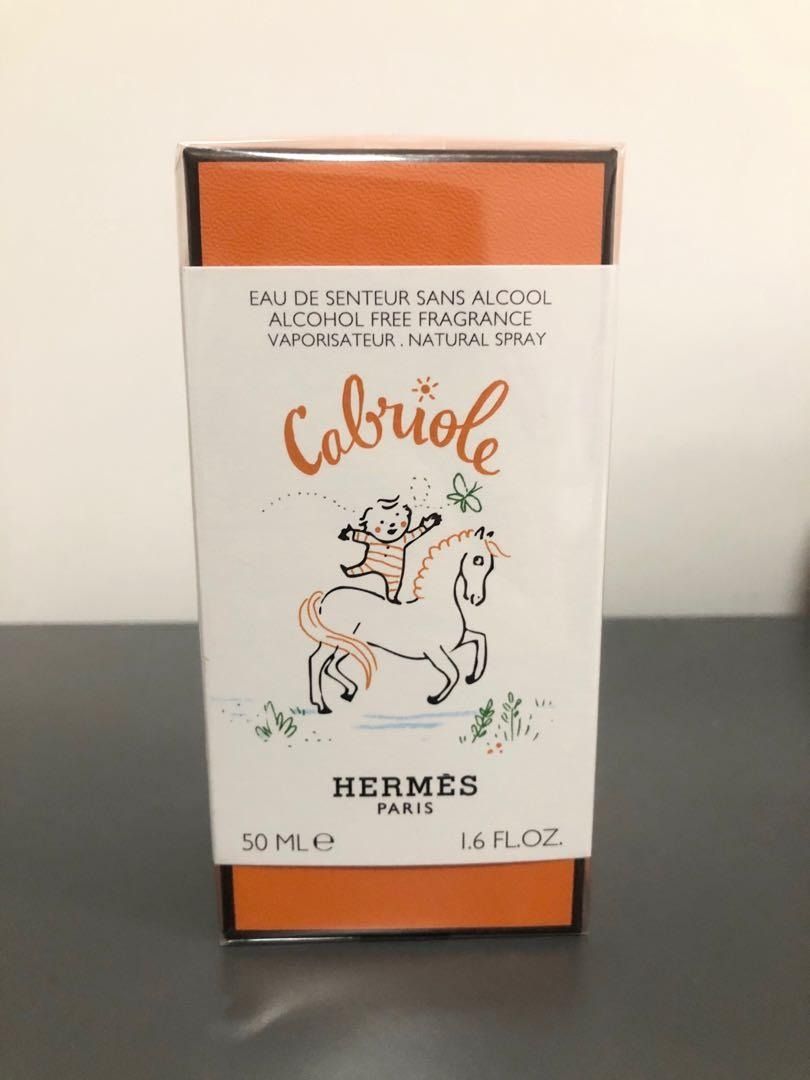 EAU DE SENTEUR SANS ALCOOL
ALCOHOL FREE FRAGRANCE
VAPORISATEUR . NATURAL SPRAY
Cabriole
HERMÈS
PARIS
50 ML ℮ 1.6 FL.OZ.